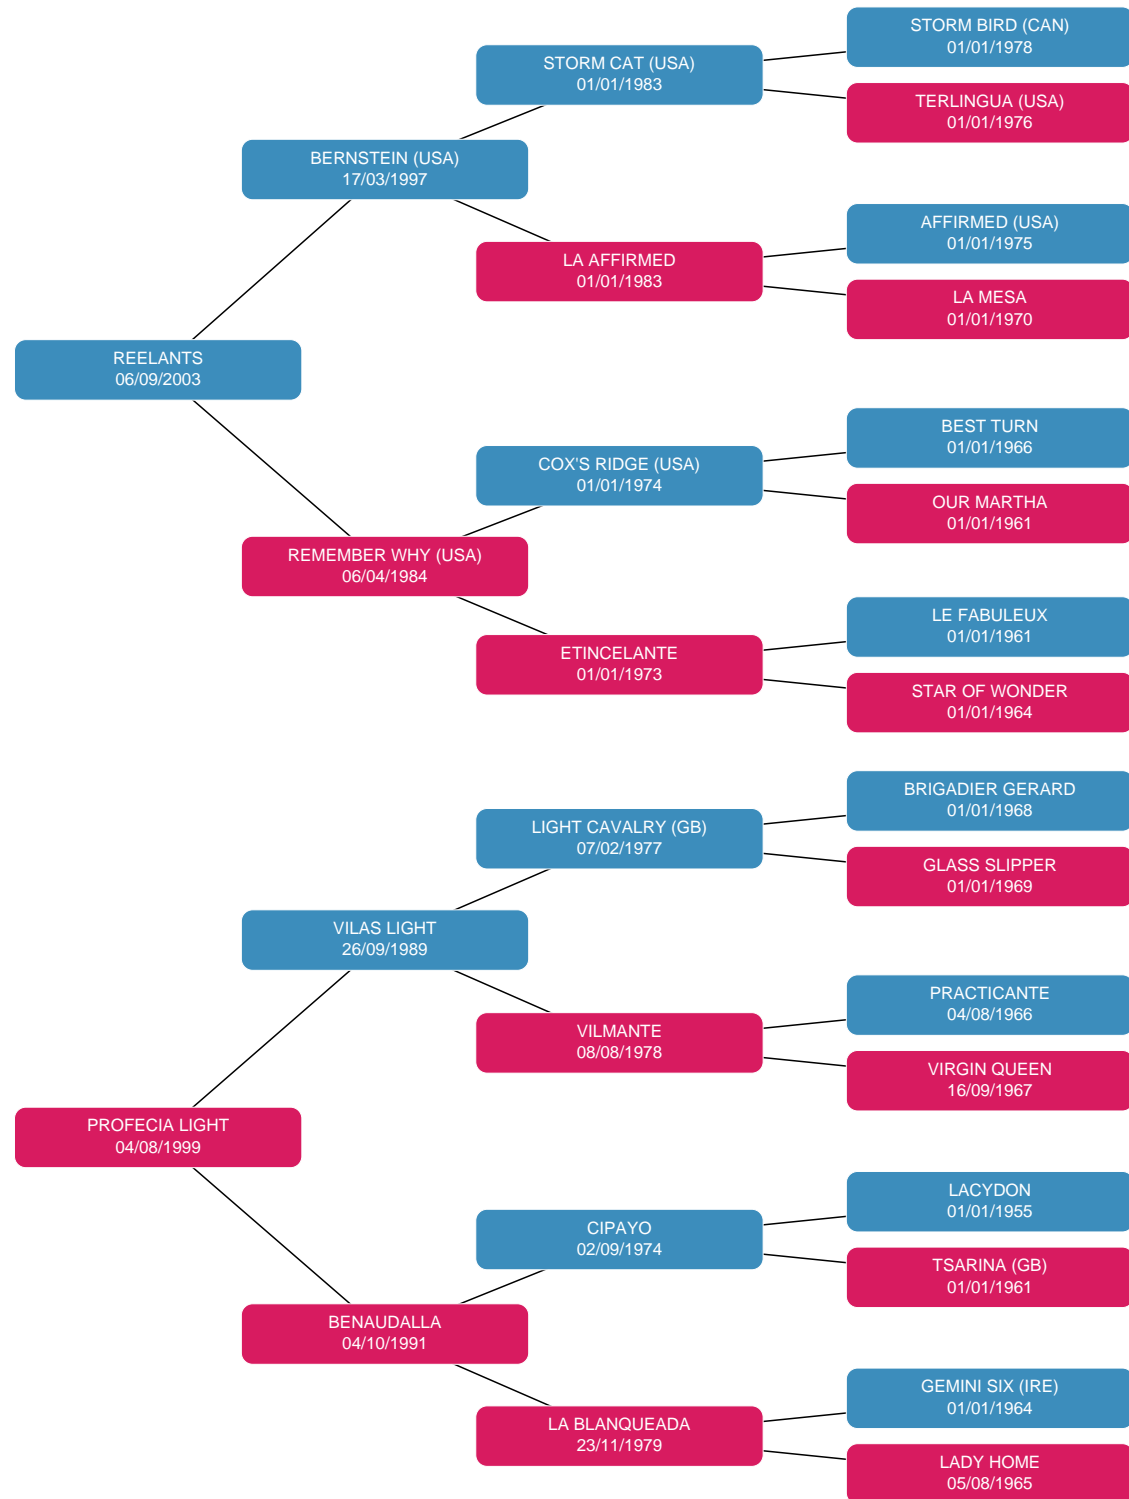 STORM BIRD (CAN)
01/01/1978
STORM CAT (USA)
01/01/1983
TERLINGUA (USA)
01/01/1976
BERNSTEIN (USA)
17/03/1997
AFFIRMED (USA)
01/01/1975
LA AFFIRMED
01/01/1983
LA MESA
01/01/1970
REELANTS
06/09/2003
BEST TURN
01/01/1966
COX'S RIDGE (USA)
01/01/1974
OUR MARTHA
01/01/1961
REMEMBER WHY (USA)
06/04/1984
LE FABULEUX
01/01/1961
ETINCELANTE
01/01/1973
STAR OF WONDER
01/01/1964
BRIGADIER GERARD
01/01/1968
LIGHT CAVALRY (GB)
07/02/1977
GLASS SLIPPER
01/01/1969
VILAS LIGHT
26/09/1989
PRACTICANTE
04/08/1966
VILMANTE
08/08/1978
VIRGIN QUEEN
16/09/1967
PROFECIA LIGHT
04/08/1999
LACYDON
01/01/1955
CIPAYO
02/09/1974
TSARINA (GB)
01/01/1961
BENAUDALLA
04/10/1991
GEMINI SIX (IRE)
01/01/1964
LA BLANQUEADA
23/11/1979
LADY HOME
05/08/1965